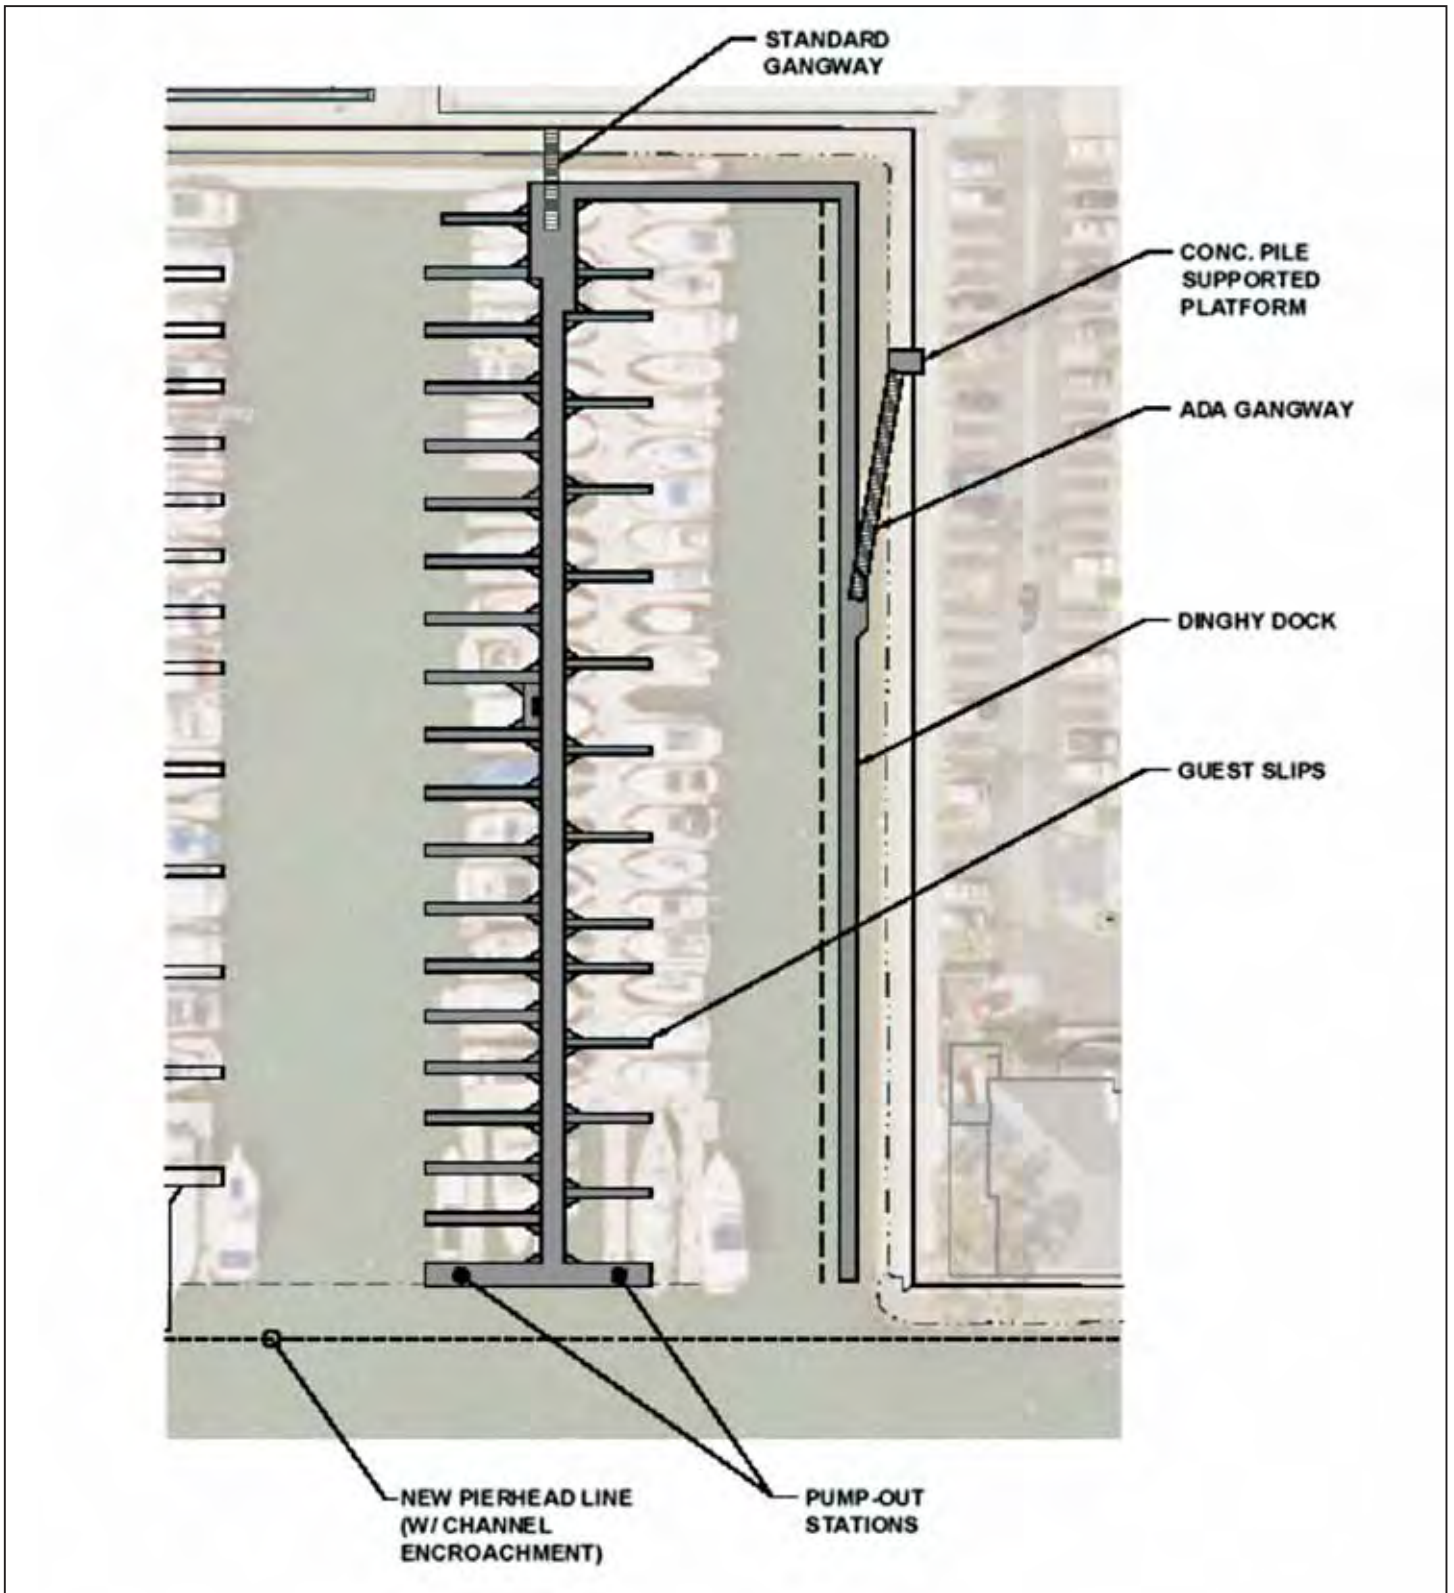 STANDARD
GANGWAY
CONC. PILE
SUPPORTED
PLATFORM
ADA GANGWAY
DINGHY DOCK
GUEST SLIPS
NEW PIERHEAD LINE
(W/ CHANNEL
ENCROACHMENT)
PUMP-OUT
STATIONS